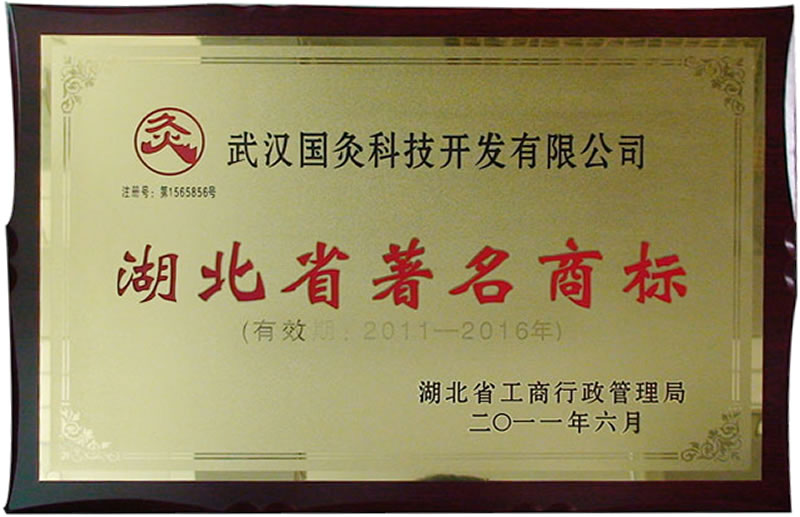 灸
武汉国灸科技开发有限公司
注册号：第1565856号
湖北省著名商标
(有效期：2011—2016年)
湖北省工商行政管理局
二〇一一年六月